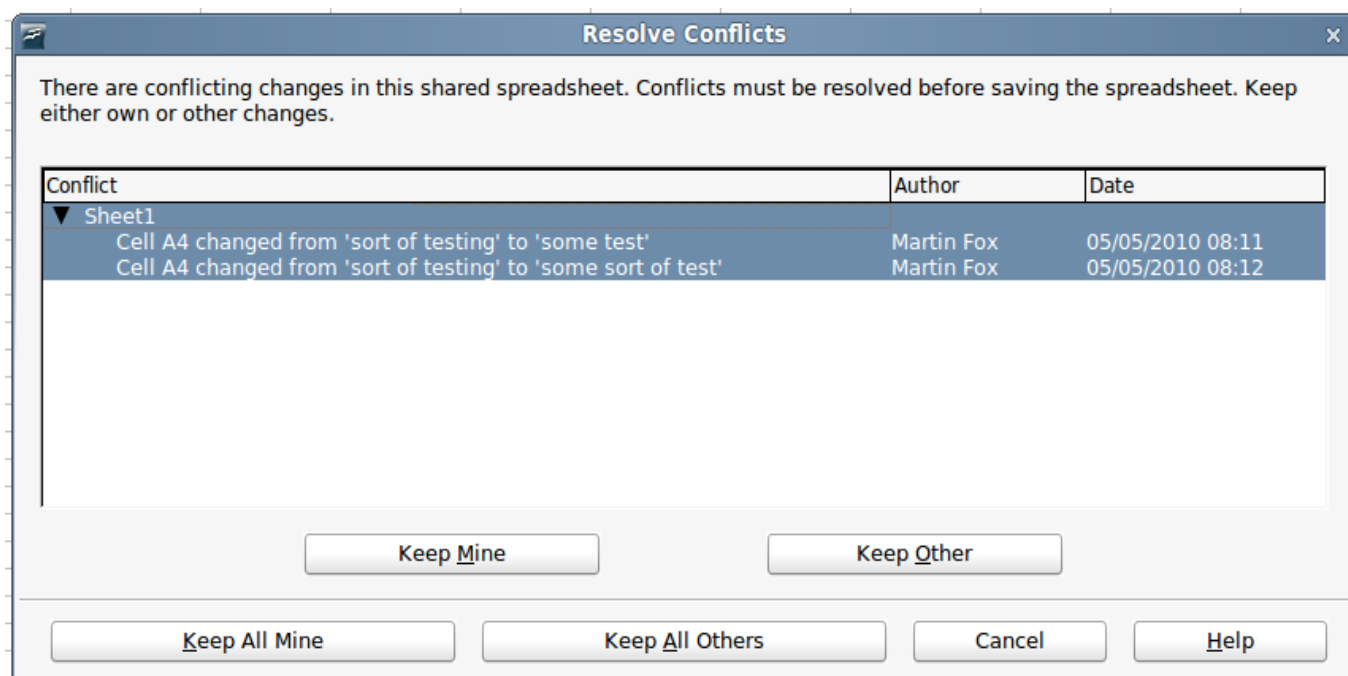 Resolve Conflicts
There are conflicting changes in this shared spreadsheet. Conflicts must be resolved before saving the spreadsheet. Keep
either own or other changes.
Conflict Author Date
Sheet1
Cell A4 changed from 'sort of testing' to 'some test' Martin Fox 05/05/2010 08:11
Cell A4 changed from 'sort of testing' to 'some sort of test' Martin Fox 05/05/2010 08:12
Keep Mine Keep Other
Keep All Mine Keep All Others Cancel Help